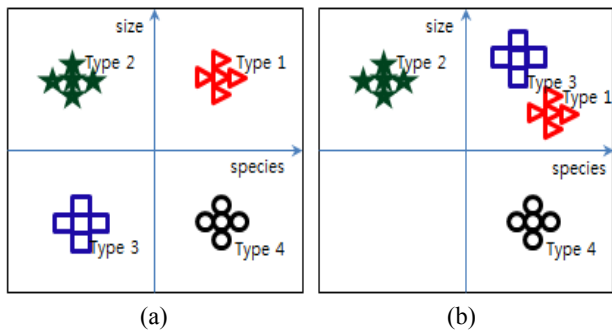 size
Type 2
Type 1
species
Type 3
Type 4
(a)
size
Type 2
Type 3
Type 1
species
Type 4
(b)